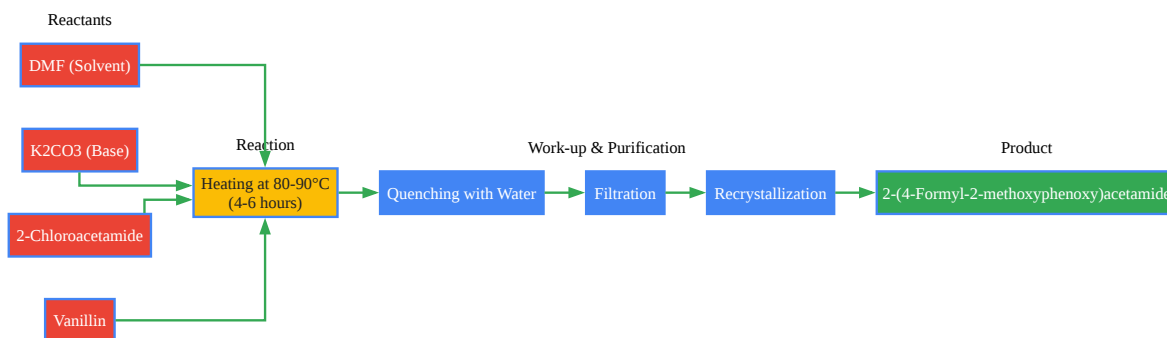 Reactants
DMF (Solvent)
K2CO3 (Base)
2-Chloroacetamide
Vanillin
Reaction
Heating at 80-90°C
(4-6 hours)
Work-up & Purification
Quenching with Water
Filtration
Recrystallization
Product
2-(4-Formyl-2-methoxyphenoxy)acetamide